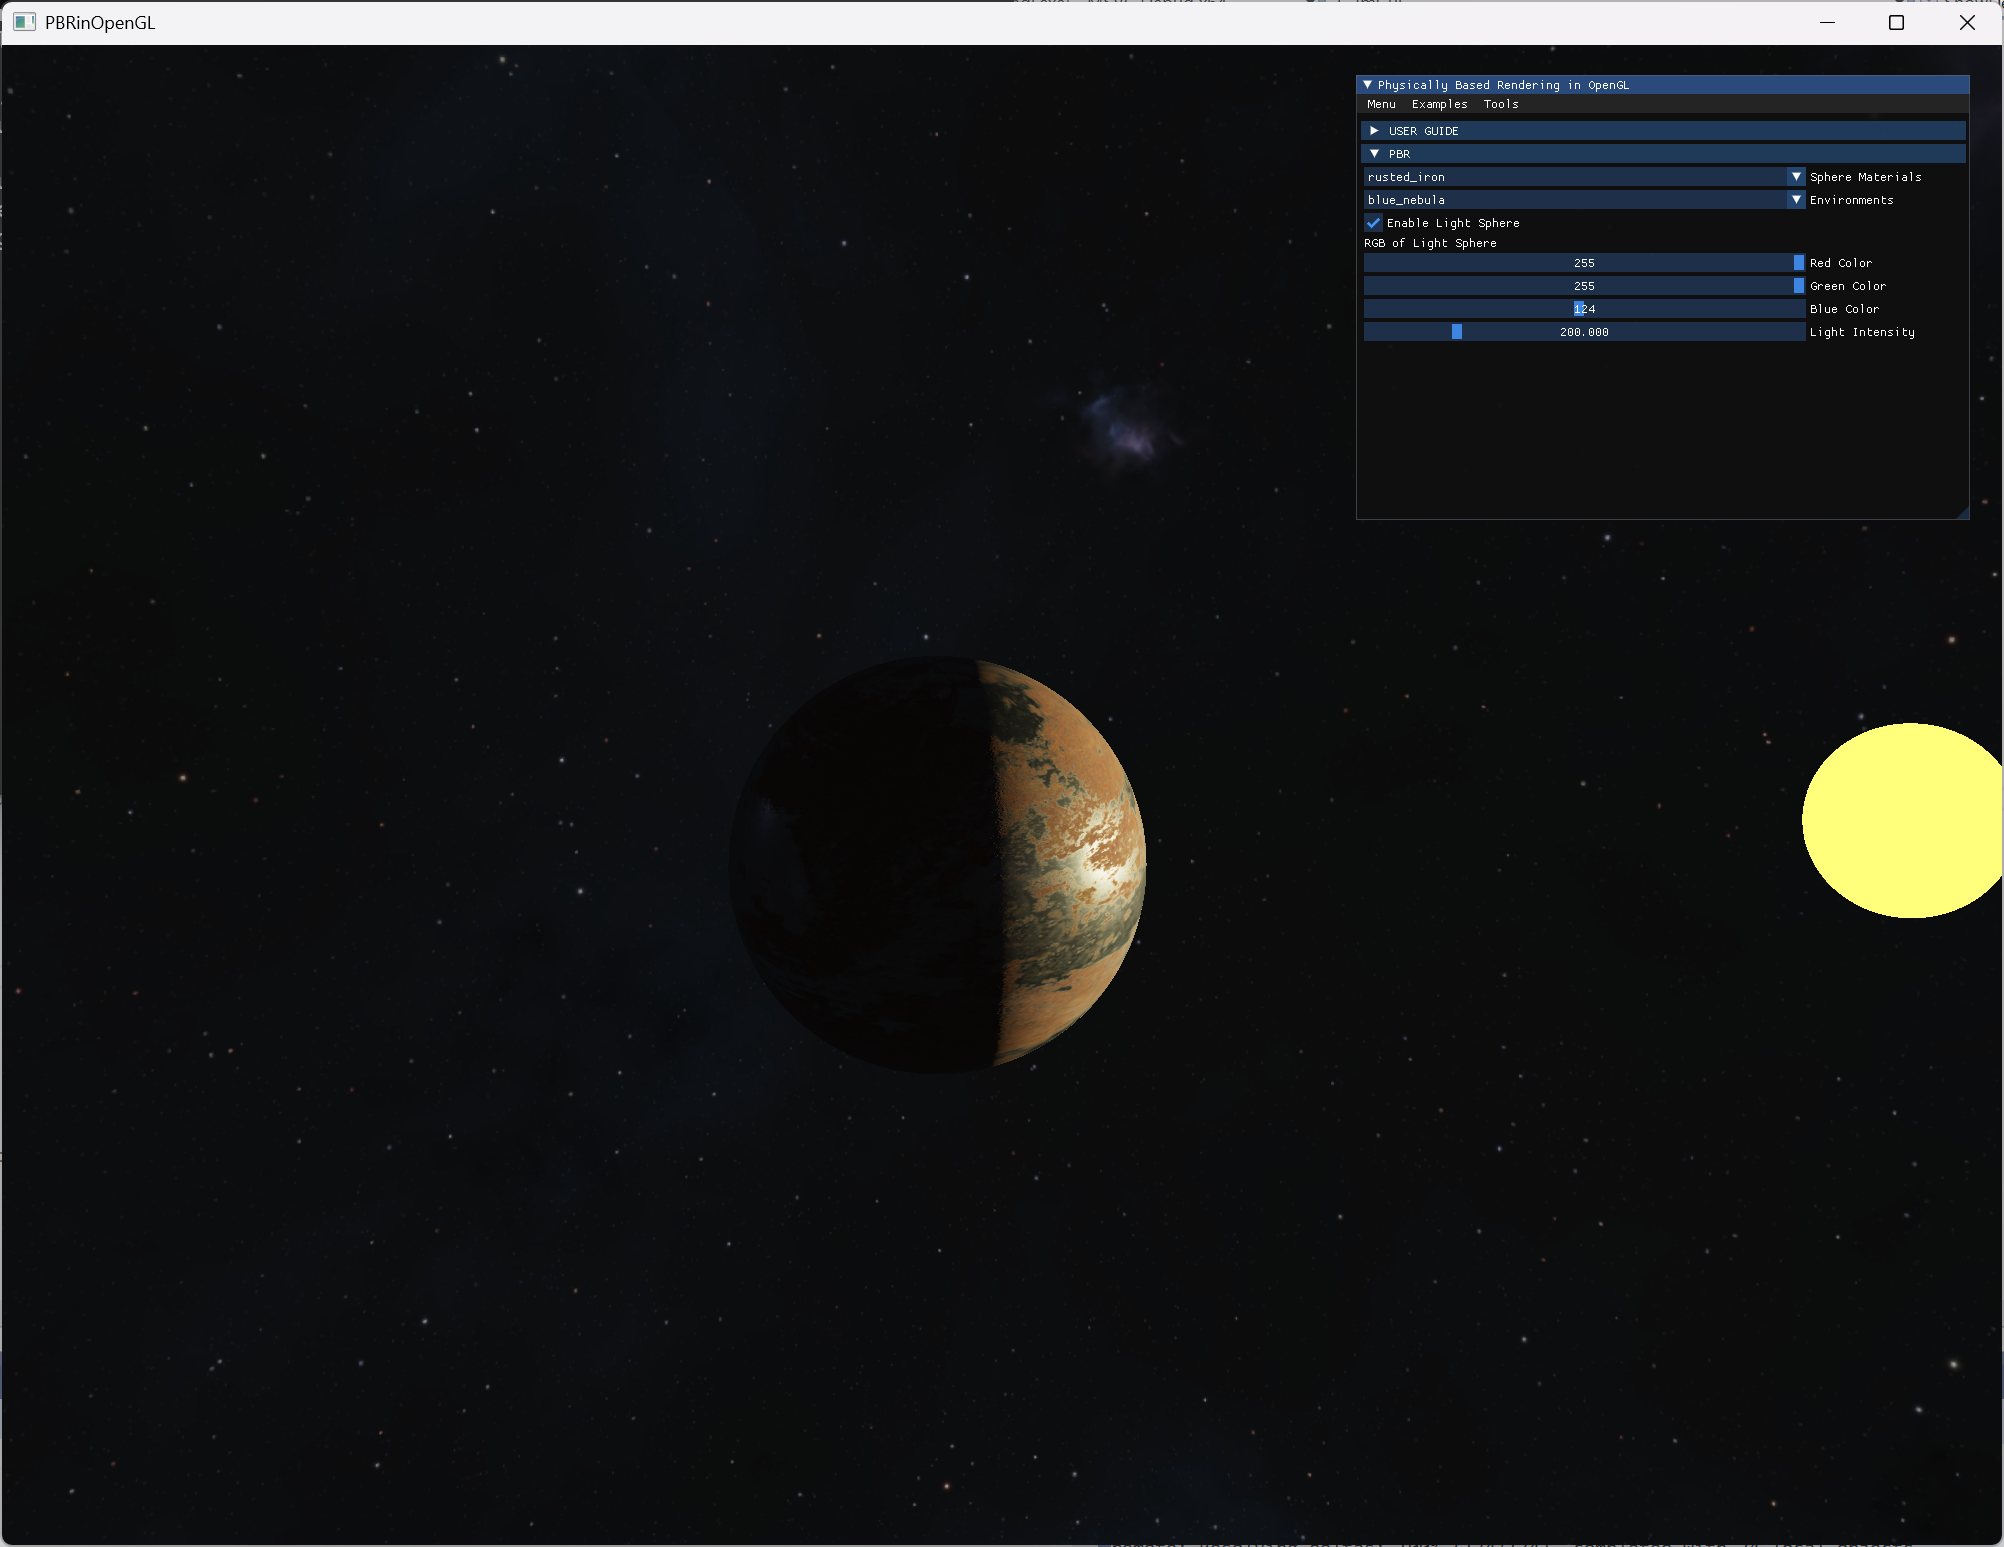 PBRinOpenGL
Physically Based Rendering in OpenGL
Menu Examples Tools
USER GUIDE
PBR
rusted_iron Sphere Materials
blue_nebula Environments
Enable Light Sphere
RGB of Light Sphere
255 Red Color
255 Green Color
124 Blue Color
200.000 Light Intensity